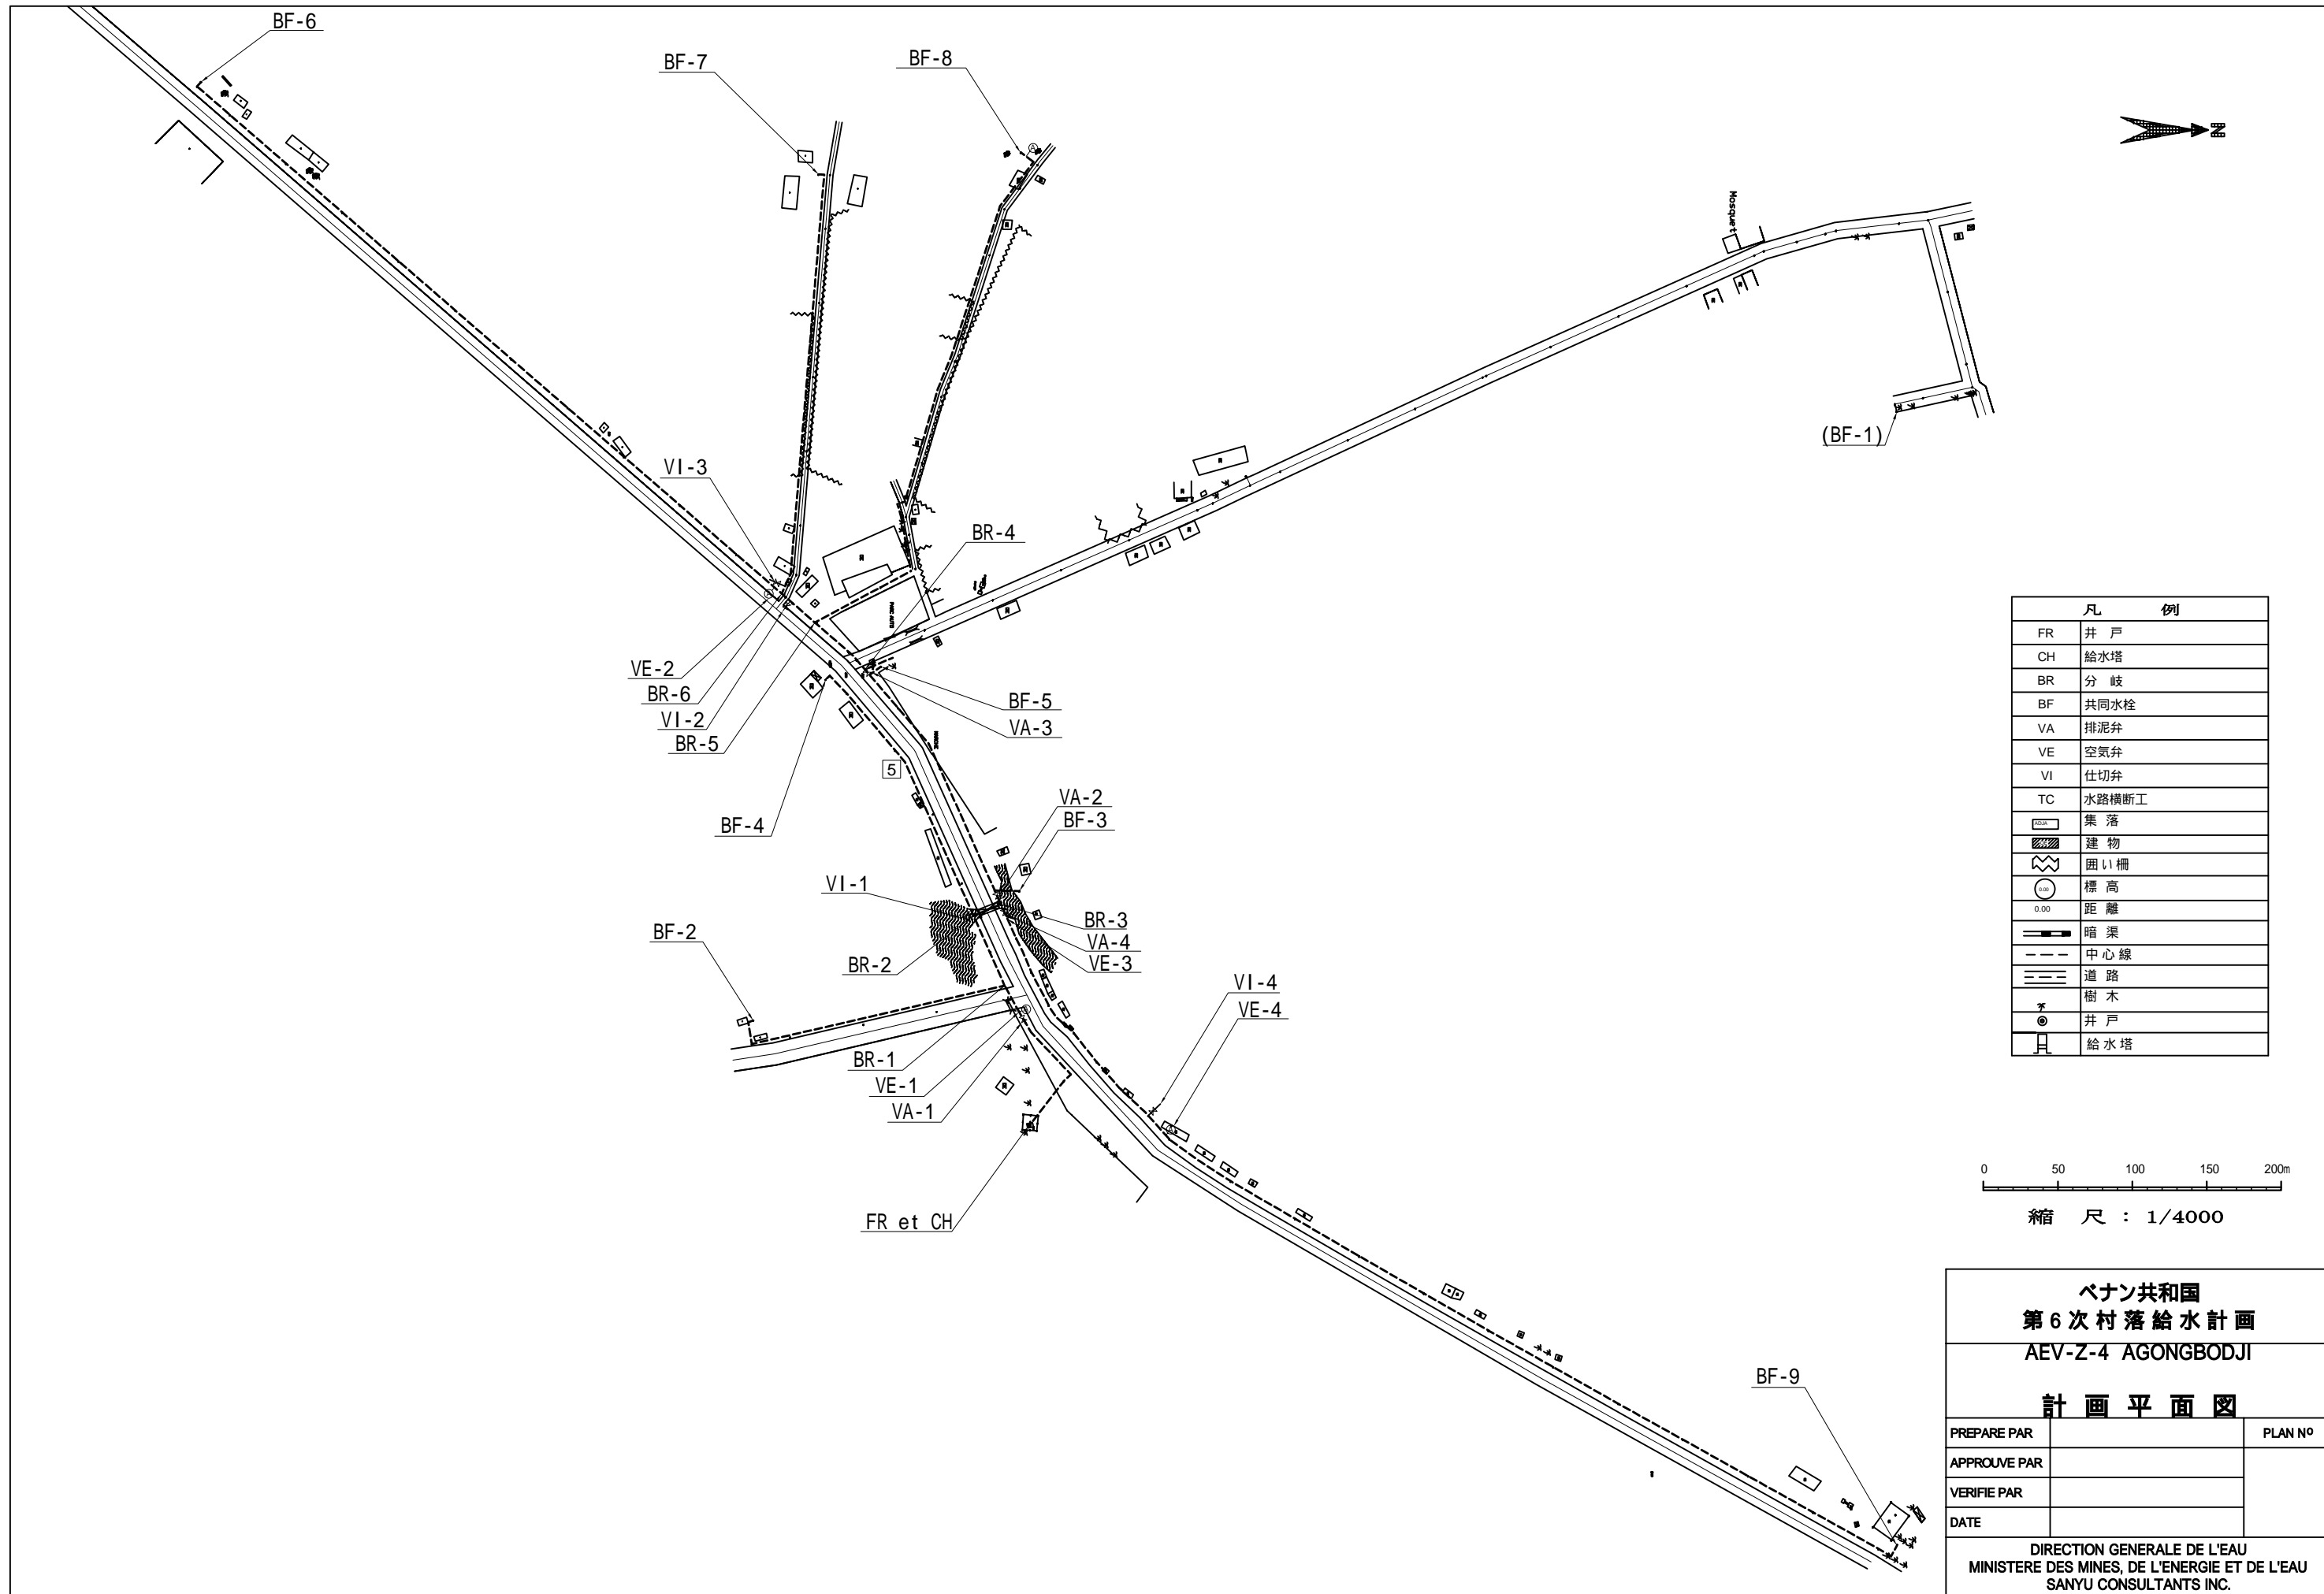 BF-6
BF-7
BF-8
N
Mosquet
(BF-1)
VI-3
BR-4
PARC AUTO
VE-2
BR-6
VI-2
BR-5
BF-5
VA-3
MARCHE
5
BF-4
VA-2
BF-3
VI-1
BR-3
VA-4
VE-3
BF-2
BR-2
VI-4
VE-4
BR-1
VE-1
VA-1
FR et CH
BF-9
凡 例
FR 井 戸
CH 給水塔
BR 分 岐
BF 共同水栓
VA 排泥弁
VE 空気弁
VI 仕切弁
TC 水路横断工
ADJA 集 落
建 物
囲い柵
0.00 標 高
0.00 距 離
暗 渠
中心線
道 路
樹 木
井 戸
給水塔
0 50 100 150 200m
縮 尺 : 1/4000
ベナン共和国
第6次村落給水計画
AEV-Z-4 AGONGBODJI
計画平面図
PREPARE PAR PLAN Nº
APPROUVE PAR
VERIFIE PAR
DATE
DIRECTION GENERALE DE L'EAU
MINISTERE DES MINES, DE L'ENERGIE ET DE L'EAU
SANYU CONSULTANTS INC.